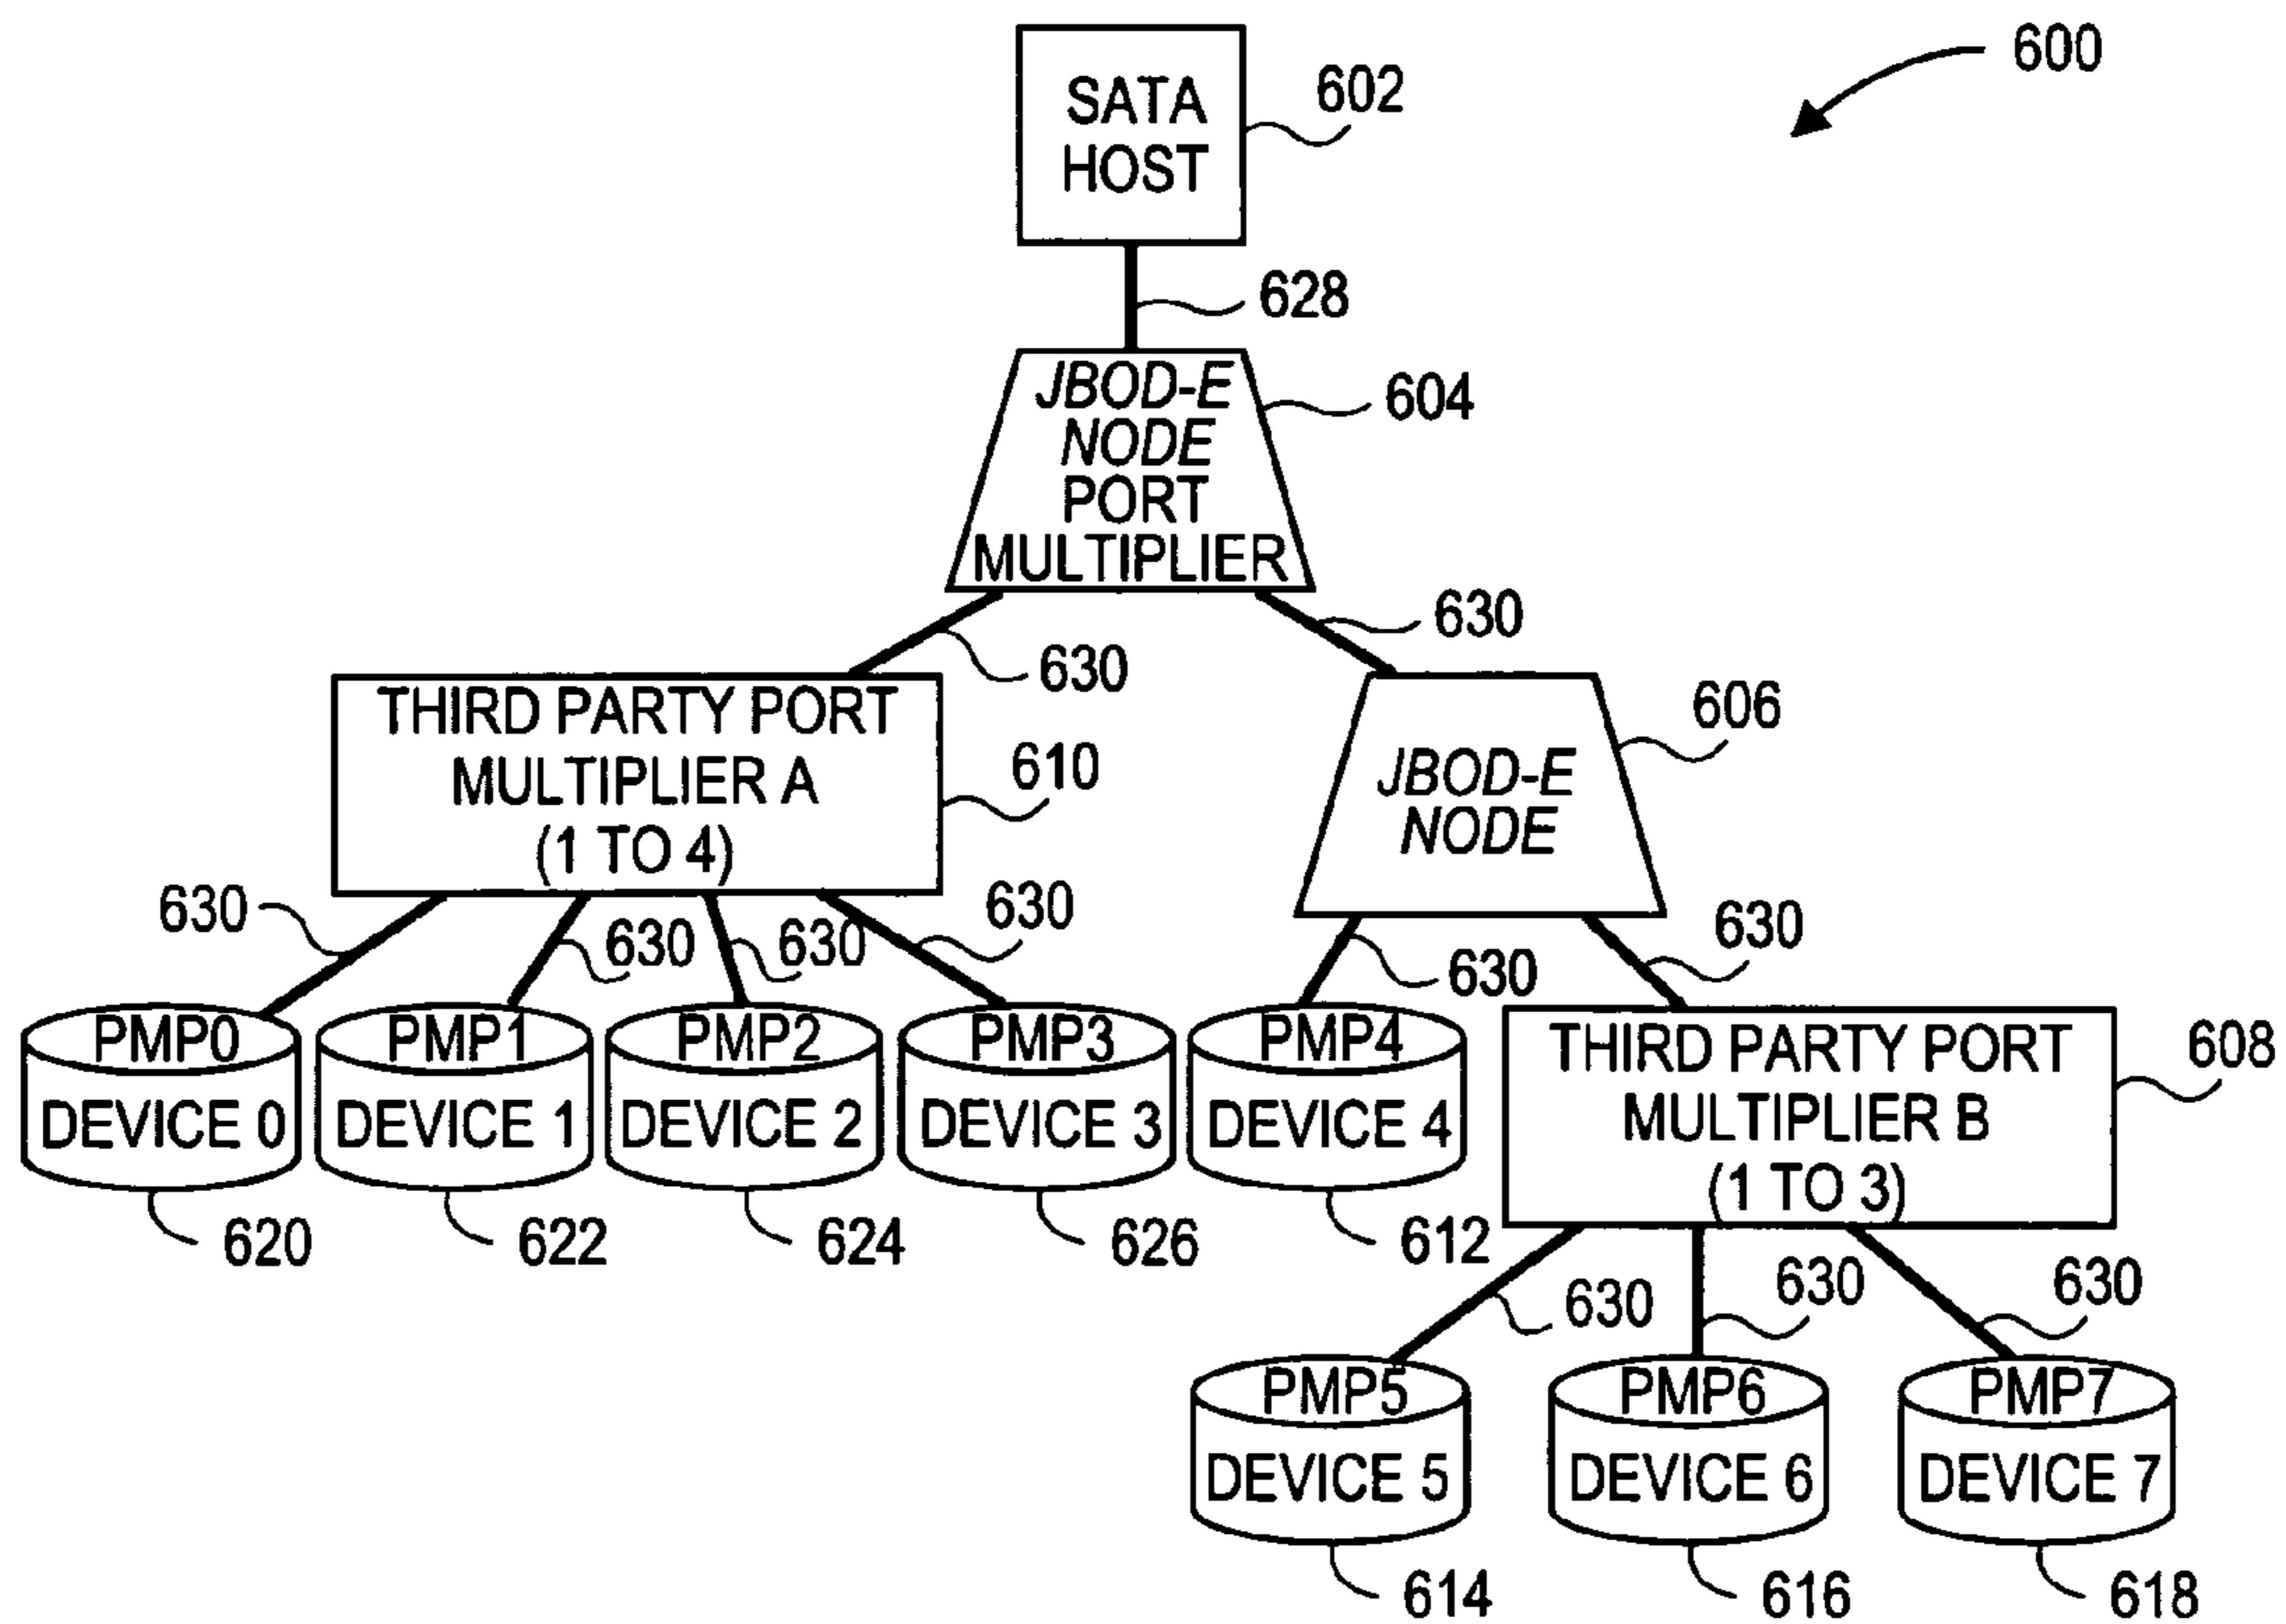 600
SATA
HOST
602
628
JBOD-E
NODE
PORT
MULTIPLIER
604
630
630
THIRD PARTY PORT
MULTIPLIER A
(1 TO 4)
610
JBOD-E
NODE
606
630
630
630
630
630
630
PMP0
DEVICE 0
620
PMP1
DEVICE 1
622
PMP2
DEVICE 2
624
PMP3
DEVICE 3
626
PMP4
DEVICE 4
612
THIRD PARTY PORT
MULTIPLIER B
(1 TO 3)
608
630
630
630
PMP5
DEVICE 5
614
PMP6
DEVICE 6
616
PMP7
DEVICE 7
618